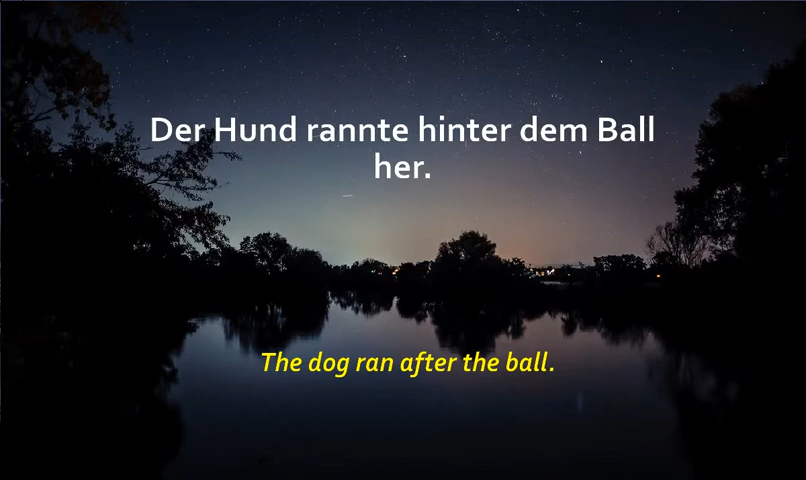 Der Hund rannte hinter dem Ball
her.
The dog ran after the ball.